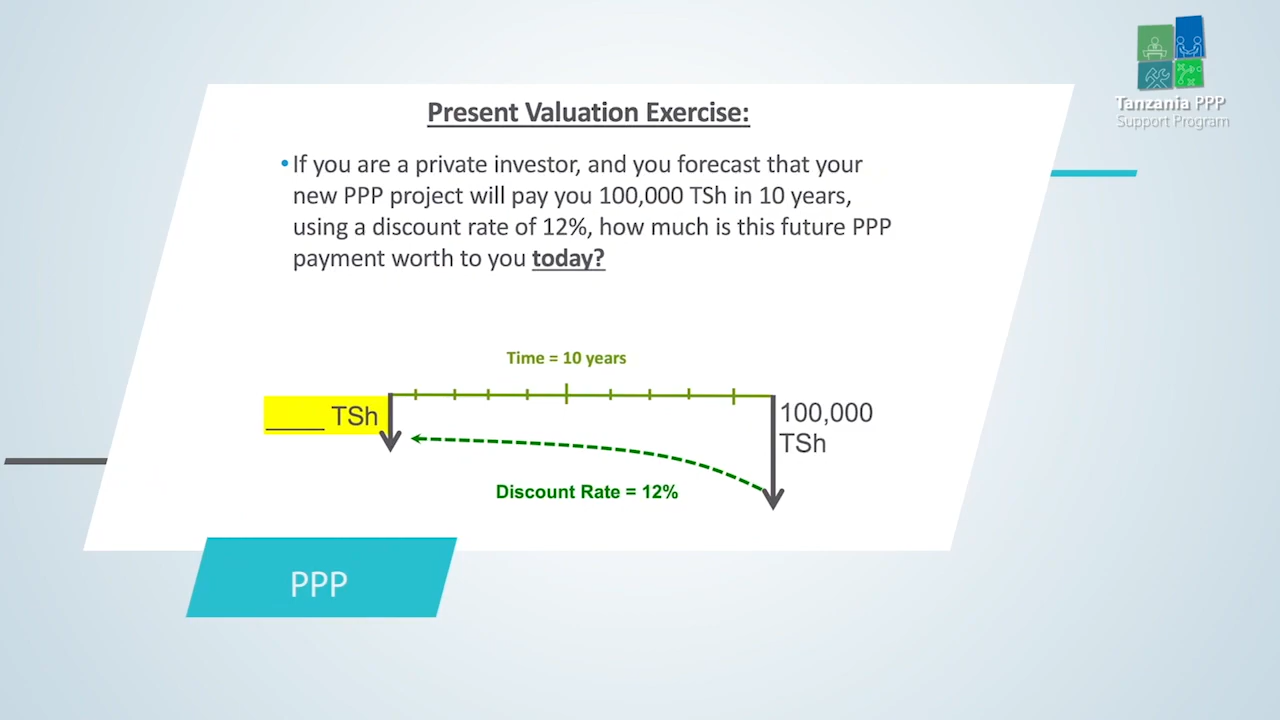 Tanzania PPP
Support Program
Present Valuation Exercise:
•If you are a private investor, and you forecast that your
new PPP project will pay you 100,000 TSh in 10 years,
using a discount rate of 12%, how much is this future PPP
payment worth to you today?
Time = 10 years
____ TSh
100,000
TSh
Discount Rate = 12%
PPP